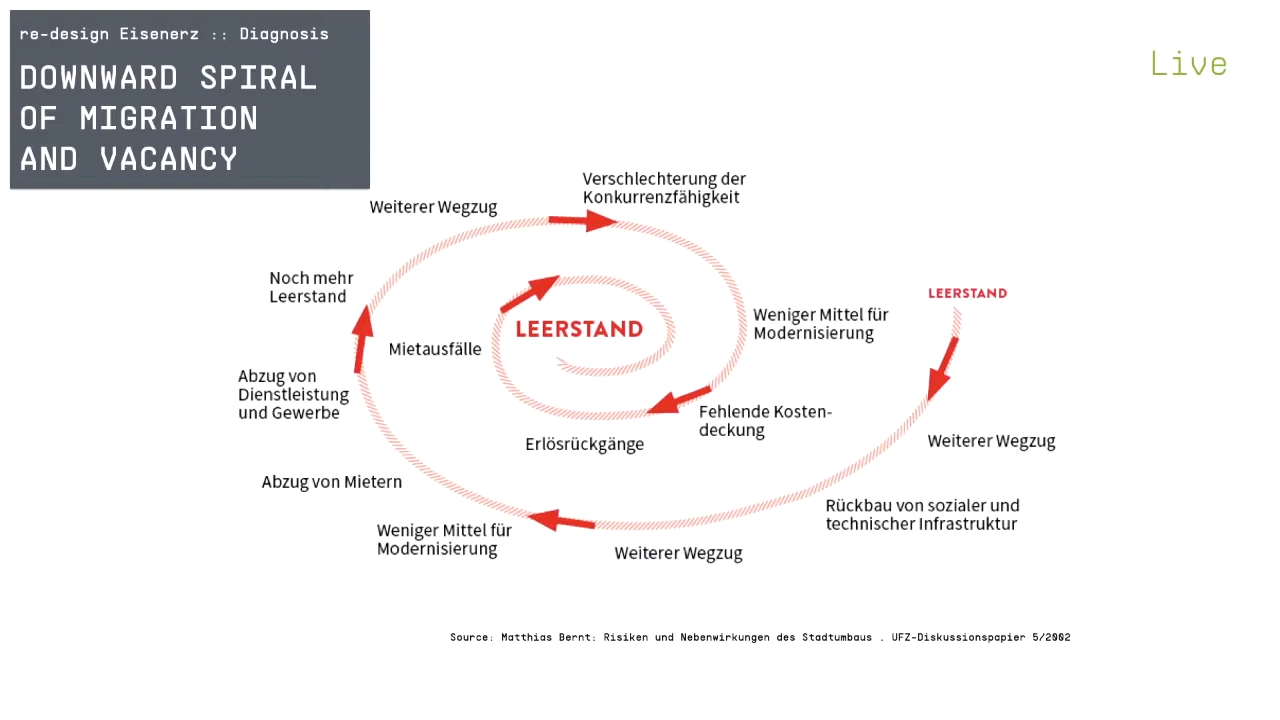 re-design Eisenerz :: Diagnosis
DOWNWARD SPIRAL
OF MIGRATION
AND VACANCY
Live
Verschlechterung der
Konkurrenzfähigkeit
Weiterer Wegzug
Noch mehr
Leerstand
LEERSTAND
Weniger Mittel für
Modernisierung
LEERSTAND
Mietausfälle
Abzug von
Dienstleistung
und Gewerbe
Fehlende Kosten-
deckung
Erlösrückgänge
Weiterer Wegzug
Abzug von Mietern
Rückbau von sozialer und
technischer Infrastruktur
Weniger Mittel für
Modernisierung
Weiterer Wegzug
Source: Matthias Bernt: Risiken und Nebenwirkungen des Stadtumbaus . UFZ-Diskussionspapier 5/2002